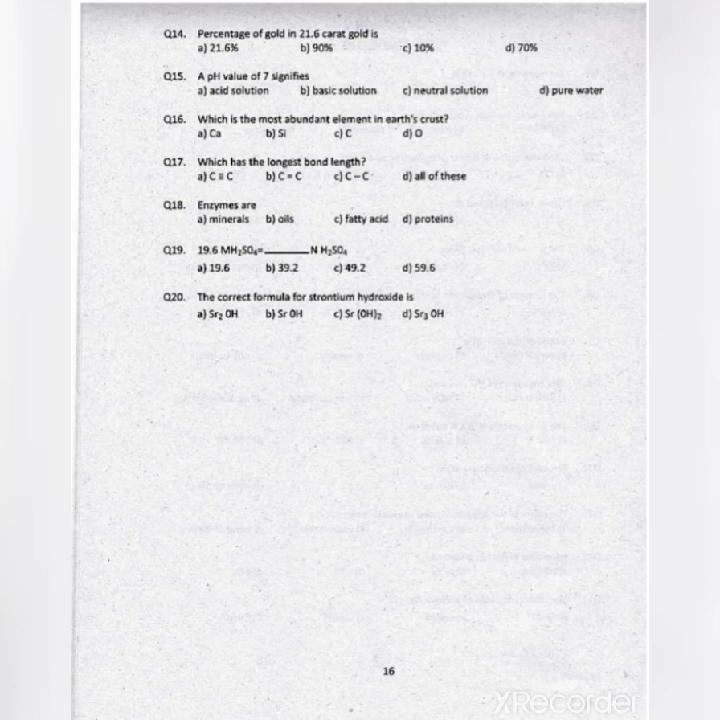 Q14. Percentage of gold in 21.6 carat gold is
a) 21.6% b) 90% c) 10% d) 70%
Q15. A pH value of 7 signifies
a) acid solution b) basic solution c) neutral solution d) pure water
Q16. Which is the most abundant element in earth's crust?
a) Ca b) Si c) C d) O
Q17. Which has the longest bond length?
a) C≡C b) C=C c) C–C d) all of these
Q18. Enzymes are
a) minerals b) oils c) fatty acid d) proteins
Q19. 19.6 MH₂SO₄=________N H₂SO₄
a) 19.6 b) 39.2 c) 49.2 d) 59.6
Q20. The correct formula for strontium hydroxide is
a) Sr₂ OH b) Sr OH c) Sr (OH)₂ d) Sr₃ OH
16
XRecorder